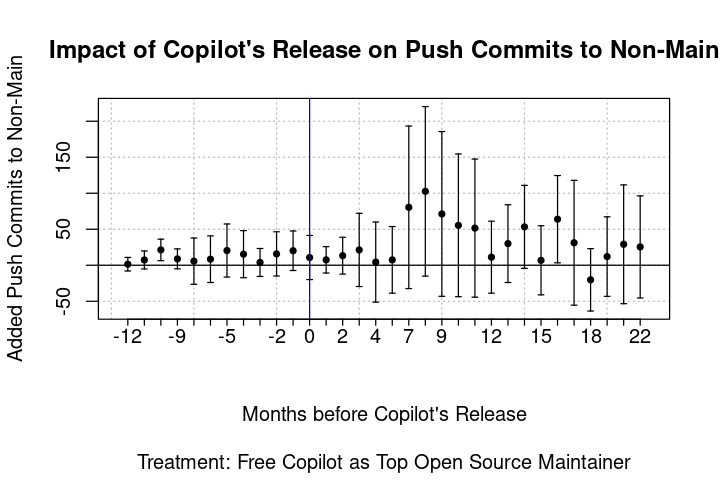 Impact of Copilot's Release on Push Commits to Non-Main
Added Push Commits to Non-Main
150
50
-50
-12 -9 -5 -2 0 2 4 7 9 11 15 18 22
Months before Copilot's Release
Treatment: Free Copilot as Top Open Source Maintainer